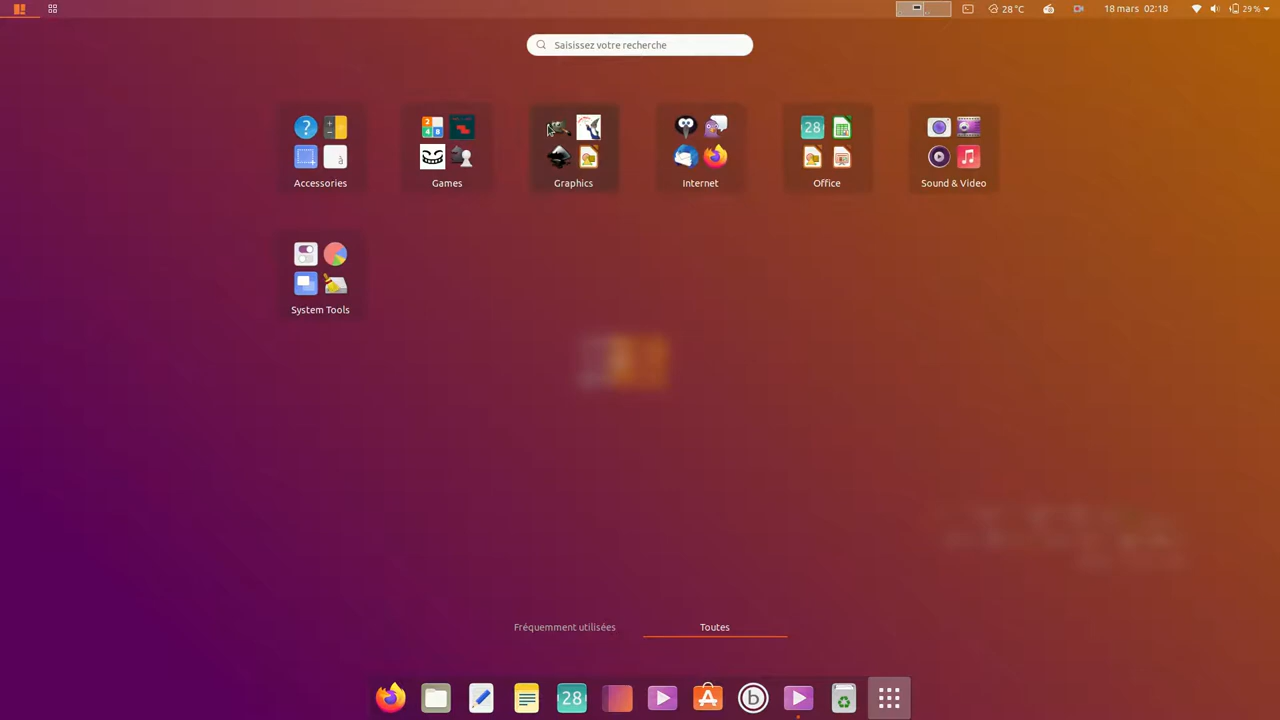 28°C
18 mars 02:18
29 %
Saisissez votre recherche
Accessories
Games
Graphics
Internet
Office
Sound & Video
System Tools
Fréquemment utilisées
Toutes